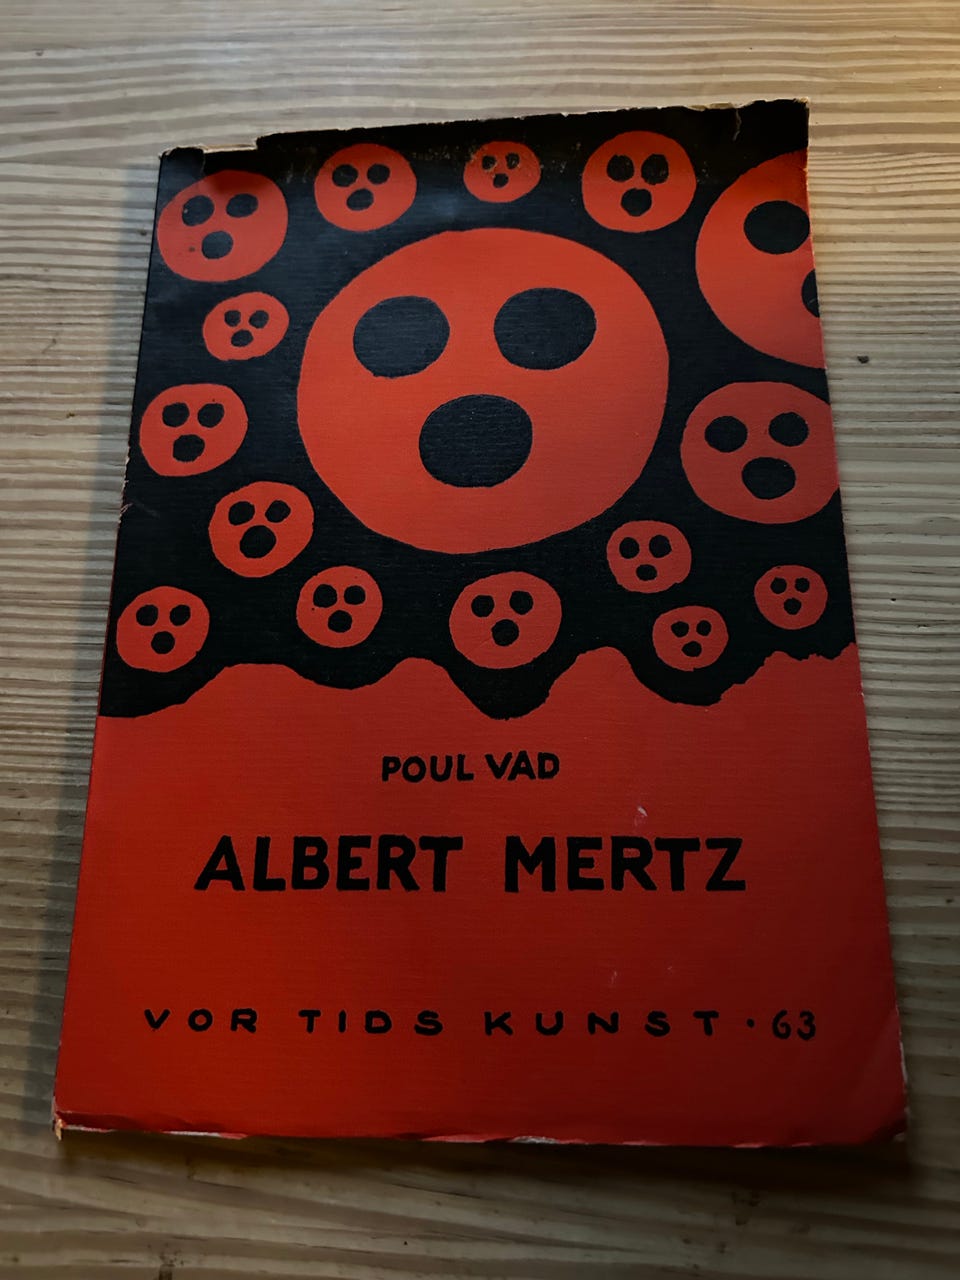 POUL VAD
ALBERT MERTZ
VOR TIDS KUNST · 63